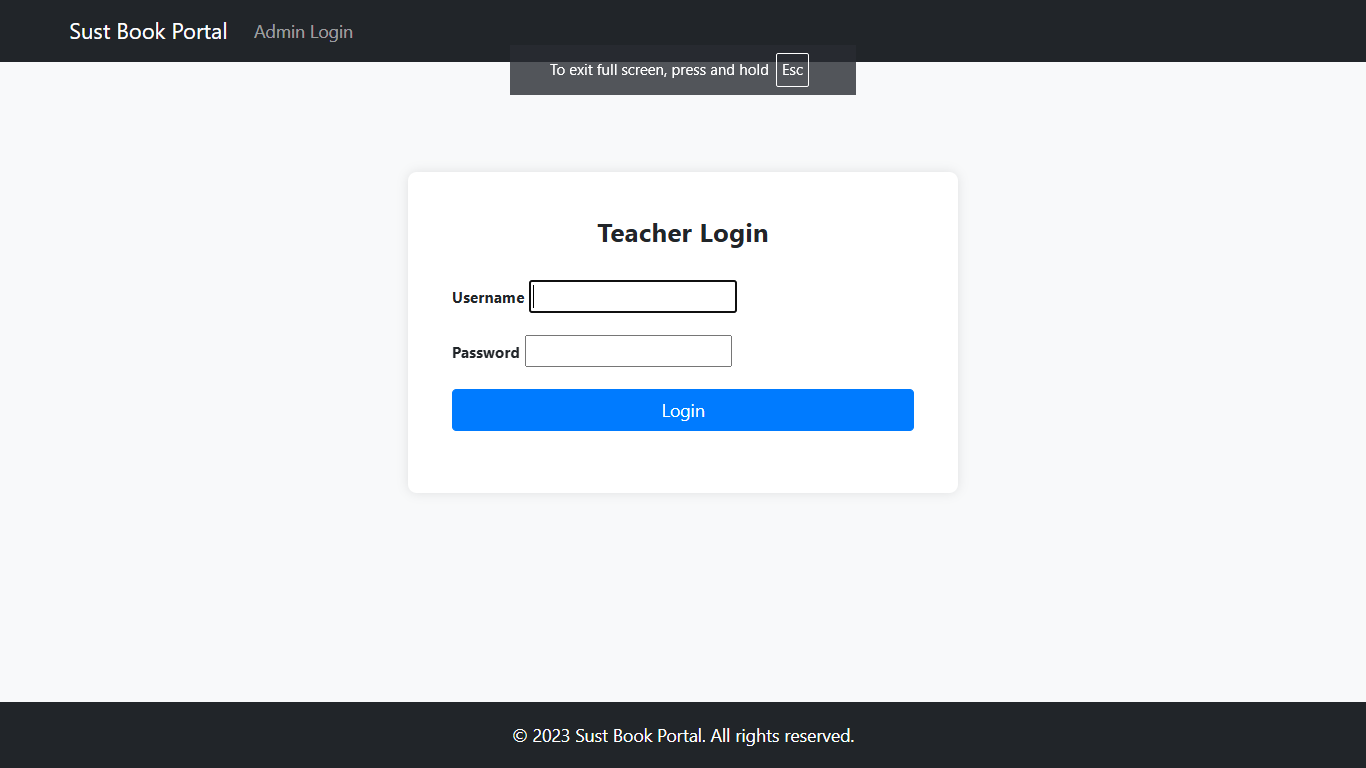 Sust Book Portal Admin Login
To exit full screen, press and hold Esc
Teacher Login
Username
Password
Login
© 2023 Sust Book Portal. All rights reserved.